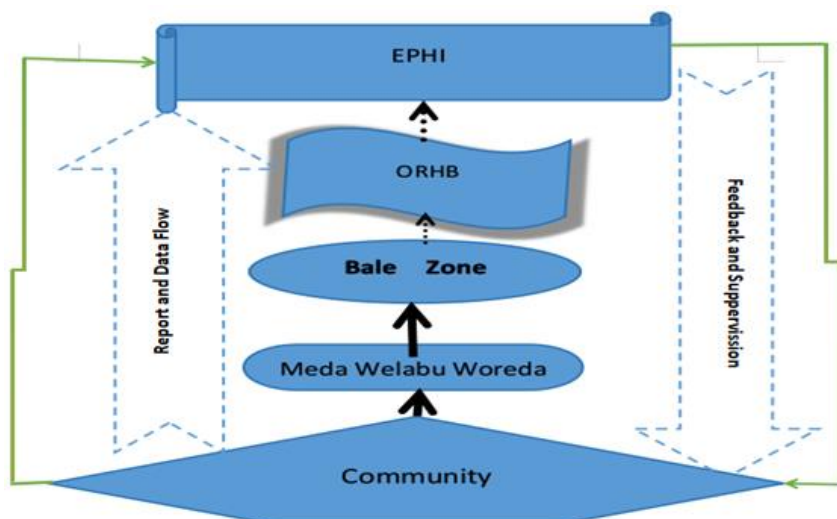 EPHI
ORHB
Bale Zone
Meda Welabu Woreda
Community
Report and Data Flow
Feedback and Suppervission